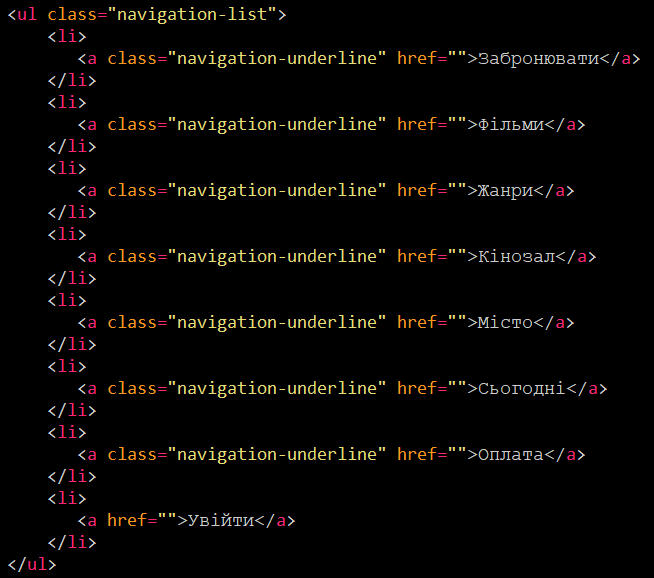 <ul class="navigation-list">
<li>
<a class="navigation-underline" href="">Забронювати</a>
</li>
<li>
<a class="navigation-underline" href="">Фільми</a>
</li>
<li>
<a class="navigation-underline" href="">Жанри</a>
</li>
<li>
<a class="navigation-underline" href="">Кінозал</a>
</li>
<li>
<a class="navigation-underline" href="">Місто</a>
</li>
<li>
<a class="navigation-underline" href="">Сьогодні</a>
</li>
<li>
<a class="navigation-underline" href="">Оплата</a>
</li>
<li>
<a href="">Увійти</a>
</li>
</ul>